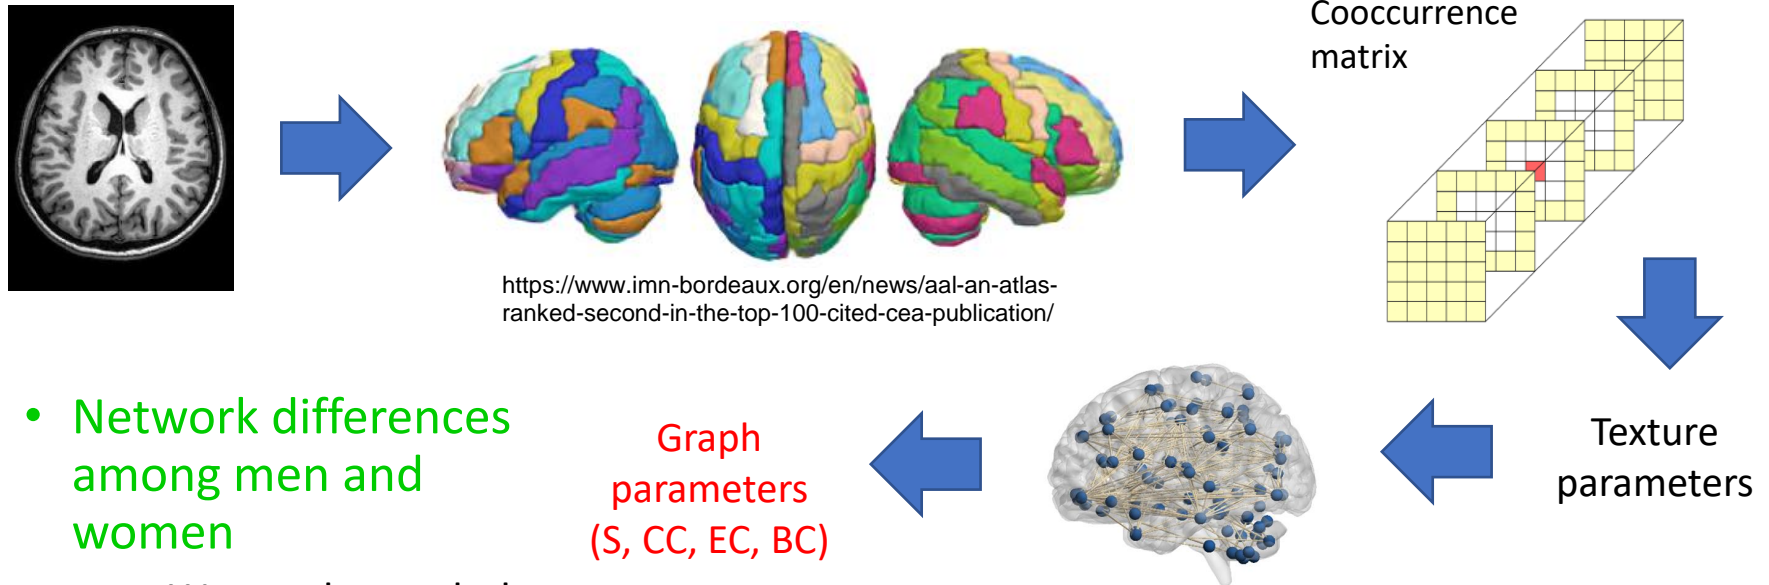 Cooccurrence
matrix
https://www.imn-bordeaux.org/en/news/aal-an-atlas-
ranked-second-in-the-top-100-cited-cea-publication/
• Network differences
among men and
women
Graph
parameters
(S, CC, EC, BC)
Texture
parameters